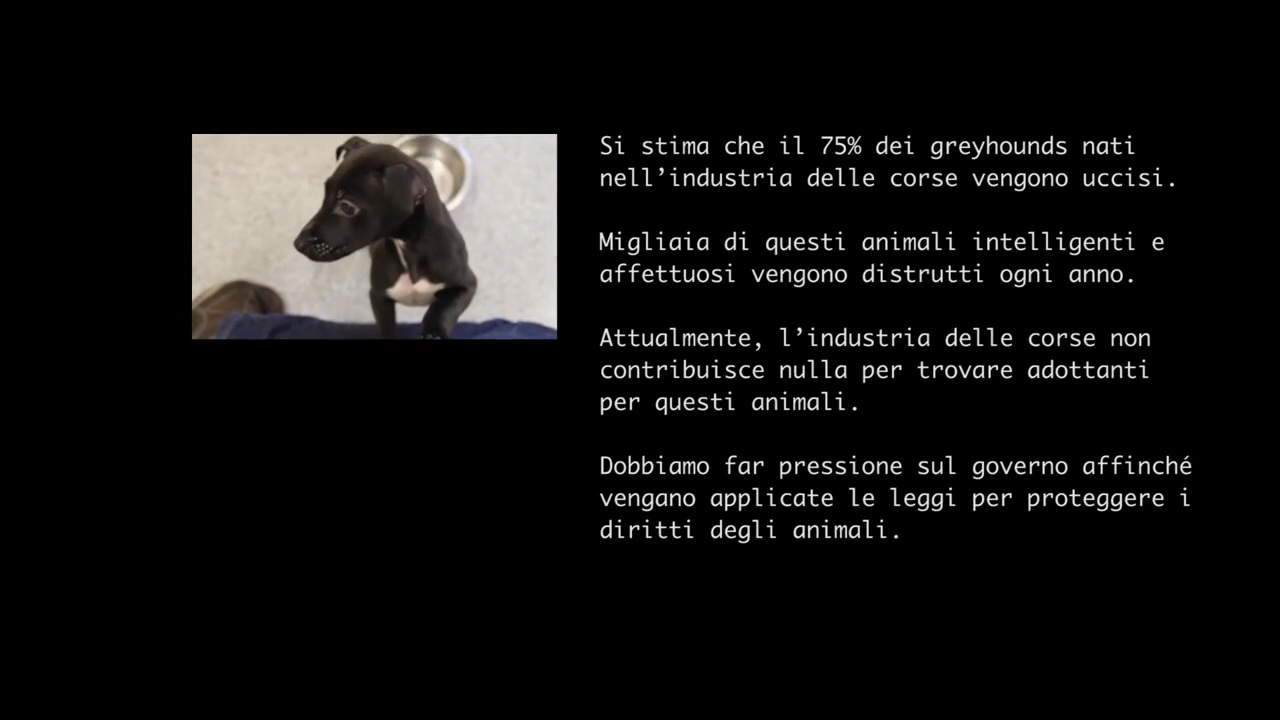 Si stima che il 75% dei greyhounds nati
nell’industria delle corse vengono uccisi.
Migliaia di questi animali intelligenti e
affettuosi vengono distrutti ogni anno.
Attualmente, l’industria delle corse non
contribuisce nulla per trovare adottanti
per questi animali.
Dobbiamo far pressione sul governo affinché
vengano applicate le leggi per proteggere i
diritti degli animali.